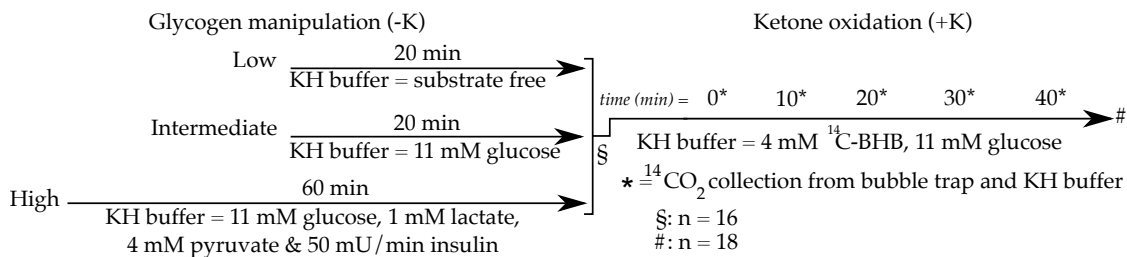 Glycogen manipulation (-K)
Ketone oxidation (+K)
Low
20 min
KH buffer = substrate free
time (min) = 0* 10* 20* 30* 40*
#
Intermediate
20 min
KH buffer = 11 mM glucose
§
KH buffer = 4 mM ¹⁴C-BHB, 11 mM glucose
* = ¹⁴CO₂ collection from bubble trap and KH buffer
High
60 min
KH buffer = 11 mM glucose, 1 mM lactate,
4 mM pyruvate & 50 mU/min insulin
§: n = 16
#: n = 18